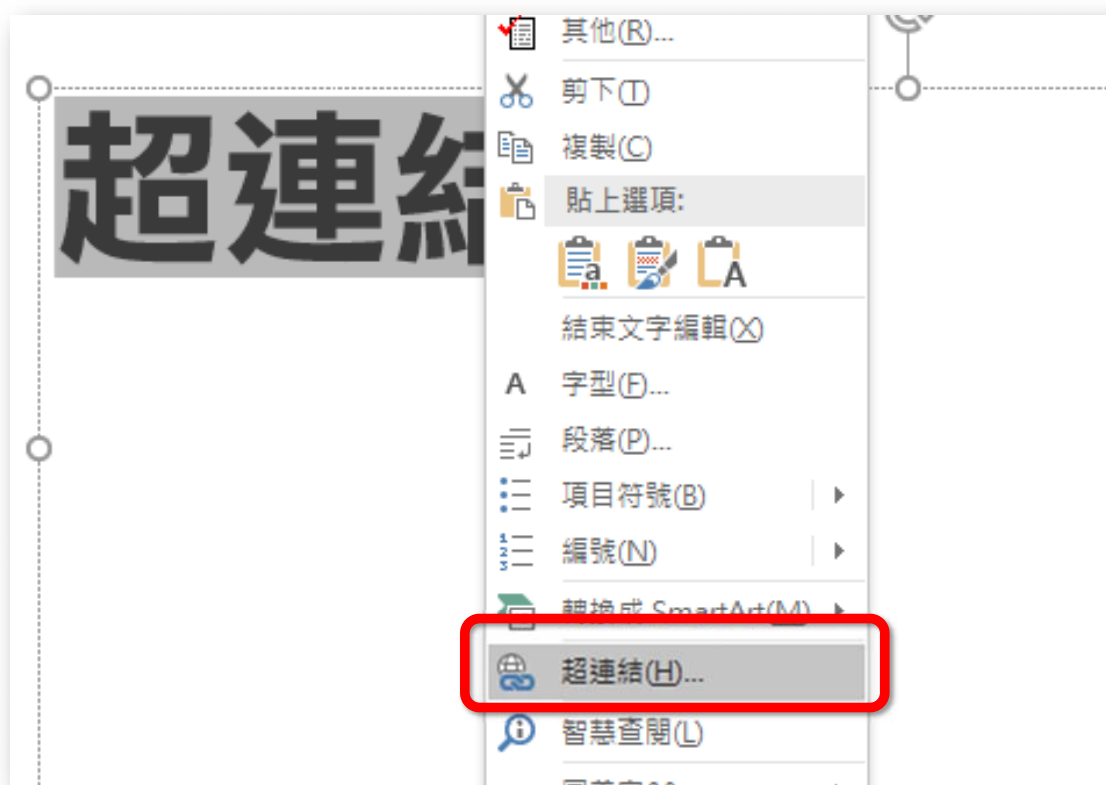 其他(R)...
剪下(T)
超連結
複製(C)
貼上選項:
結束文字編輯(X)
A 字型(F)...
段落(P)...
項目符號(B)
編號(N)
轉換成 SmartArt(M)
超連結(H)...
智慧查閱(L)